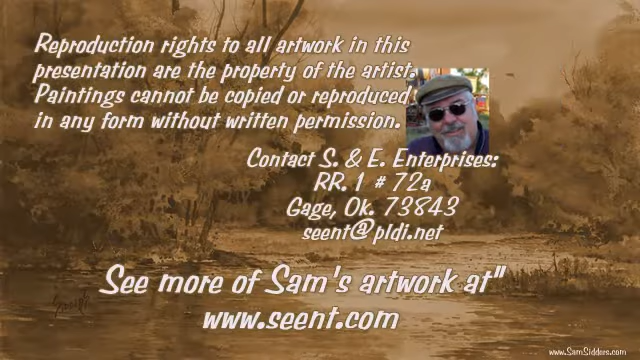 Reproduction rights to all artwork in this
presentation are the property of the artist.
Paintings cannot be copied or reproduced
in any form without written permission.
Contact S. & E. Enterprises:
RR. 1 # 72a
Gage, Ok. 73843
seent@pldi.net
See more of Sam's artwork at"
www.seent.com
www.SamSidders.com